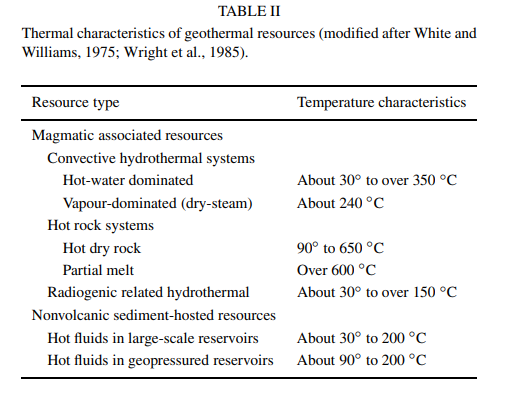 TABLE II
Thermal characteristics of geothermal resources (modified after White and
Williams, 1975; Wright et al., 1985).
Resource type Temperature characteristics
Magmatic associated resources
Convective hydrothermal systems
Hot-water dominated About 30° to over 350 °C
Vapour-dominated (dry-steam) About 240 °C
Hot rock systems
Hot dry rock 90° to 650 °C
Partial melt Over 600 °C
Radiogenic related hydrothermal About 30° to over 150 °C
Nonvolcanic sediment-hosted resources
Hot fluids in large-scale reservoirs About 30° to 200 °C
Hot fluids in geopressured reservoirs About 90° to 200 °C